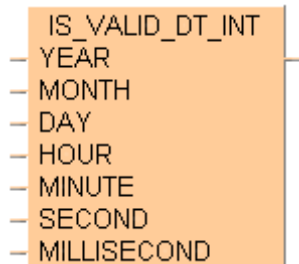 IS_VALID_DT_INT
YEAR
MONTH
DAY
HOUR
MINUTE
SECOND
MILLISECOND